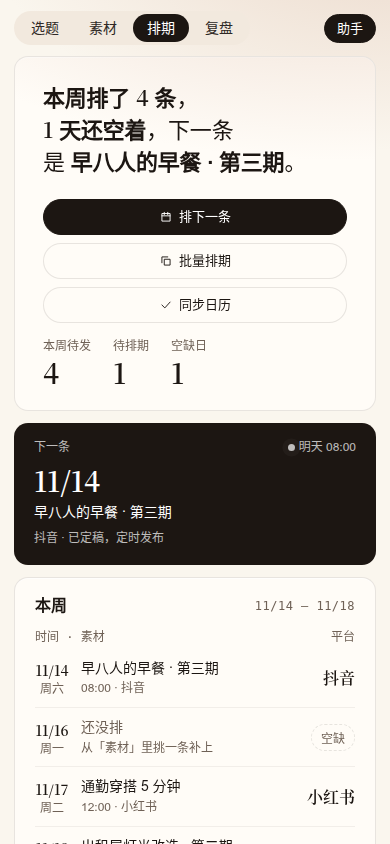 选题 素材 排期 复盘 助手
本周排了 4 条，
1 天还空着，下一条
是 早八人的早餐 · 第三期。
排下一条
批量排期
同步日历
本周待发 待排期 空缺日
4 1 1
下一条 明天 08:00
11/14
早八人的早餐 · 第三期
抖音 · 已定稿，定时发布
本周 11/14 — 11/18
时间 · 素材 平台
11/14 早八人的早餐 · 第三期 抖音
周六 08:00 · 抖音
11/16 还没排 空缺
周一 从「素材」里挑一条补上
11/17 通勤穿搭 5 分钟 小红书
周二 12:00 · 小红书